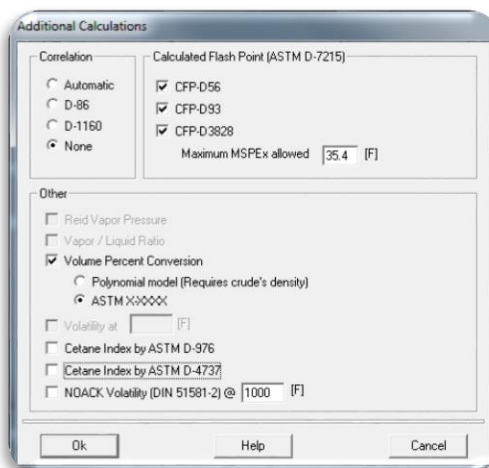 Additional Calculations
Correlation
Automatic
D-86
D-1160
None
Calculated Flash Point (ASTM D-7215)
CFP-D56
CFP-D93
CFP-D3828
Maximum MSPEx allowed 35.4 [F]
Other
Reid Vapor Pressure
Vapor / Liquid Ratio
Volume Percent Conversion
Polynomial model (Requires crude's density)
ASTM X-XXXX
Volatility at [F]
Cetane Index by ASTM D-976
Cetane Index by ASTM D-4737
NOACK Volatility (DIN 51581-2) @ 1000 [F]
Ok Help Cancel